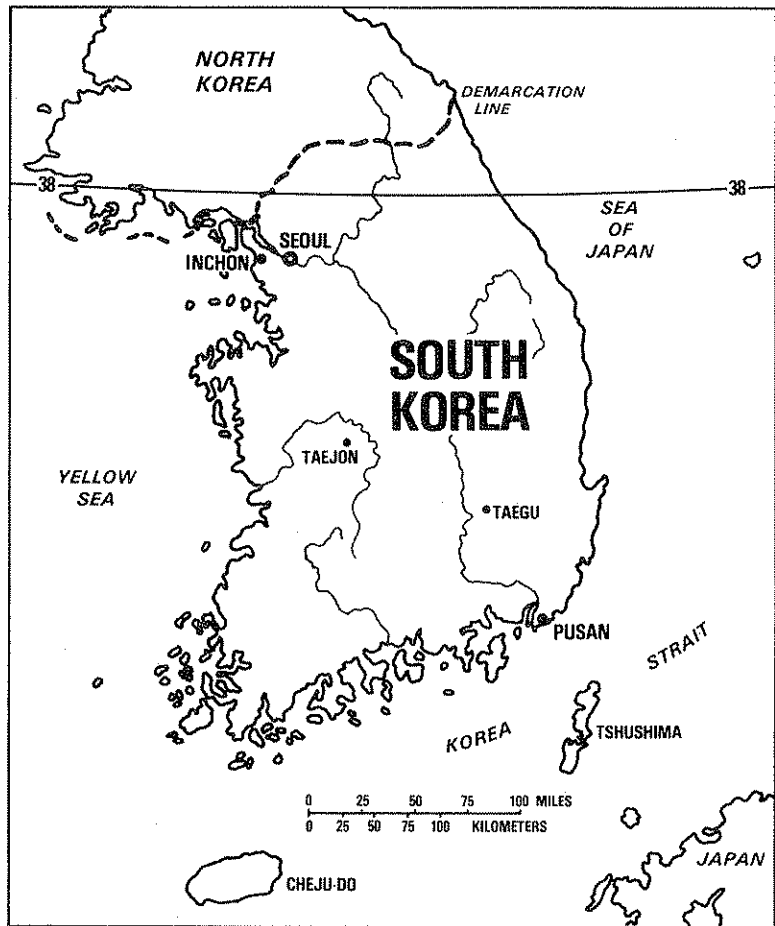 NORTH
KOREA
DEMARCATION
LINE
38
38
SEA
OF
JAPAN
SEOUL
INCHON
SOUTH
KOREA
TAEJON
YELLOW
SEA
TAEGU
PUSAN
STRAIT
KOREA
TSHUSHIMA
0 25 50 75 100 MILES
0 25 50 75 100 KILOMETERS
JAPAN
CHEJU-DO